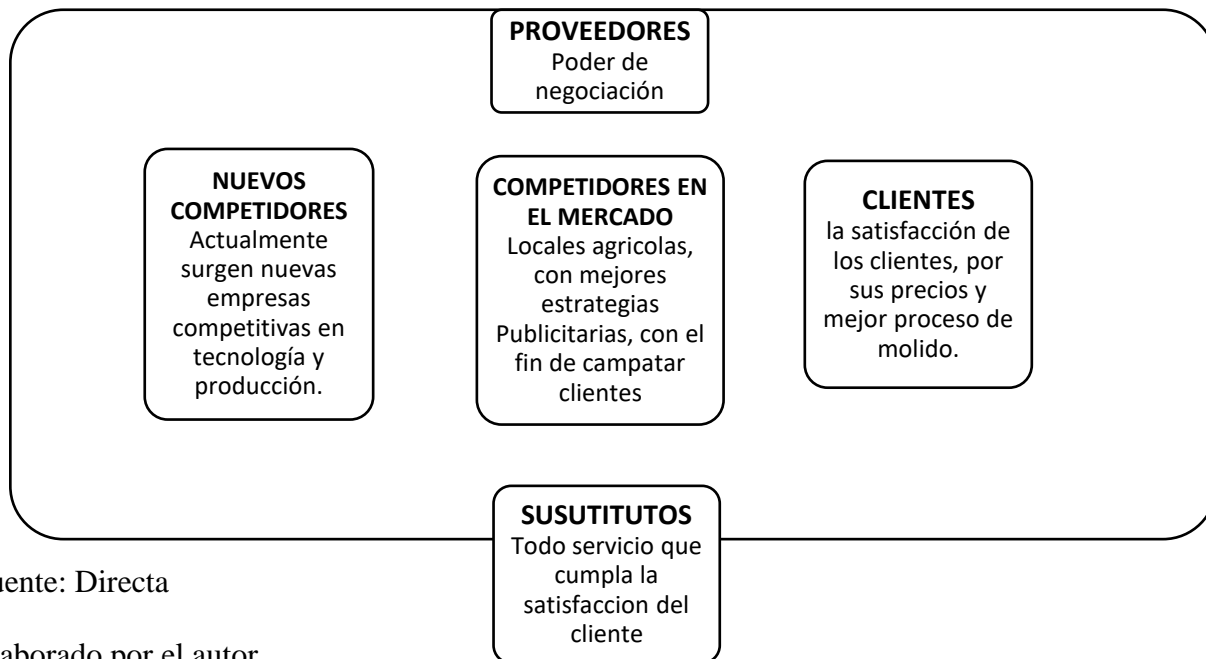 PROVEEDORES
Poder de
negociación
NUEVOS
COMPETIDORES
Actualmente
surgen nuevas
empresas
competitivas en
tecnología y
producción.
COMPETIDORES EN
EL MERCADO
Locales agricolas,
con mejores
estrategias
Publicitarias, con el
fin de campatar
clientes
CLIENTES
la satisfacción de
los clientes, por
sus precios y
mejor proceso de
molido.
SUSUTITUTOS
Todo servicio que
cumpla la
satisfaccion del
cliente
uente: Directa
aborado por el autor